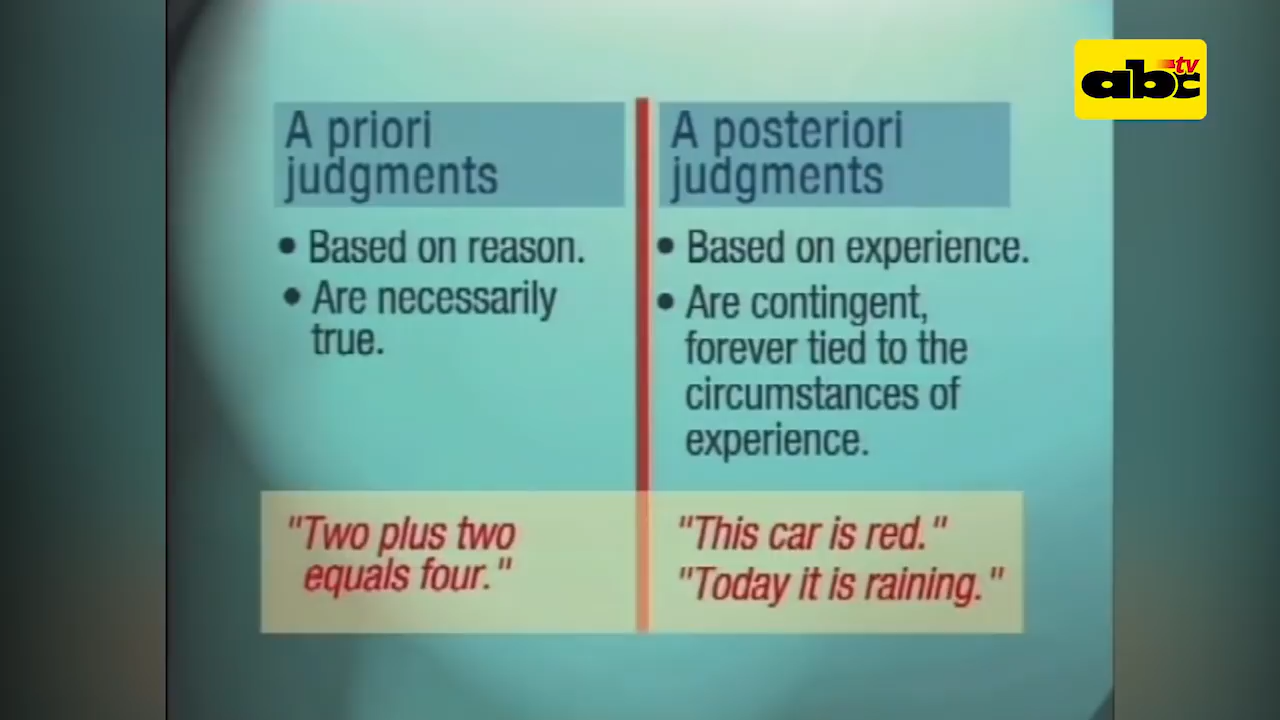 abc tv
A priori
judgments
• Based on reason.
• Are necessarily
true.
"Two plus two
equals four."
A posteriori
judgments
• Based on experience.
• Are contingent,
forever tied to the
circumstances of
experience.
"This car is red."
"Today it is raining."